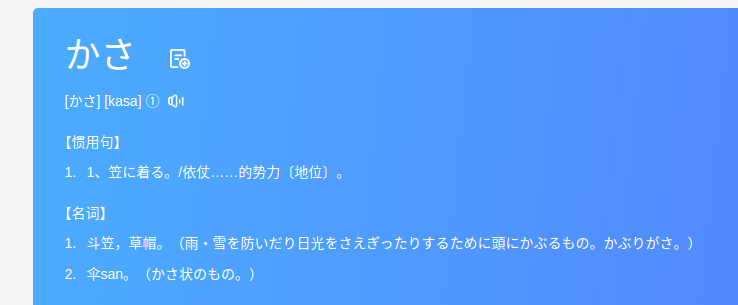 かさ
[かさ] [kasa] ①
【惯用句】
1. 1、笠に着る。/依仗……的势力〔地位〕。
【名词】
1. 斗笠，草帽。（雨・雪を防いだり日光をさえぎったりするために頭にかぶるもの。かぶりがさ。）
2. 伞san。（かさ状のもの。）